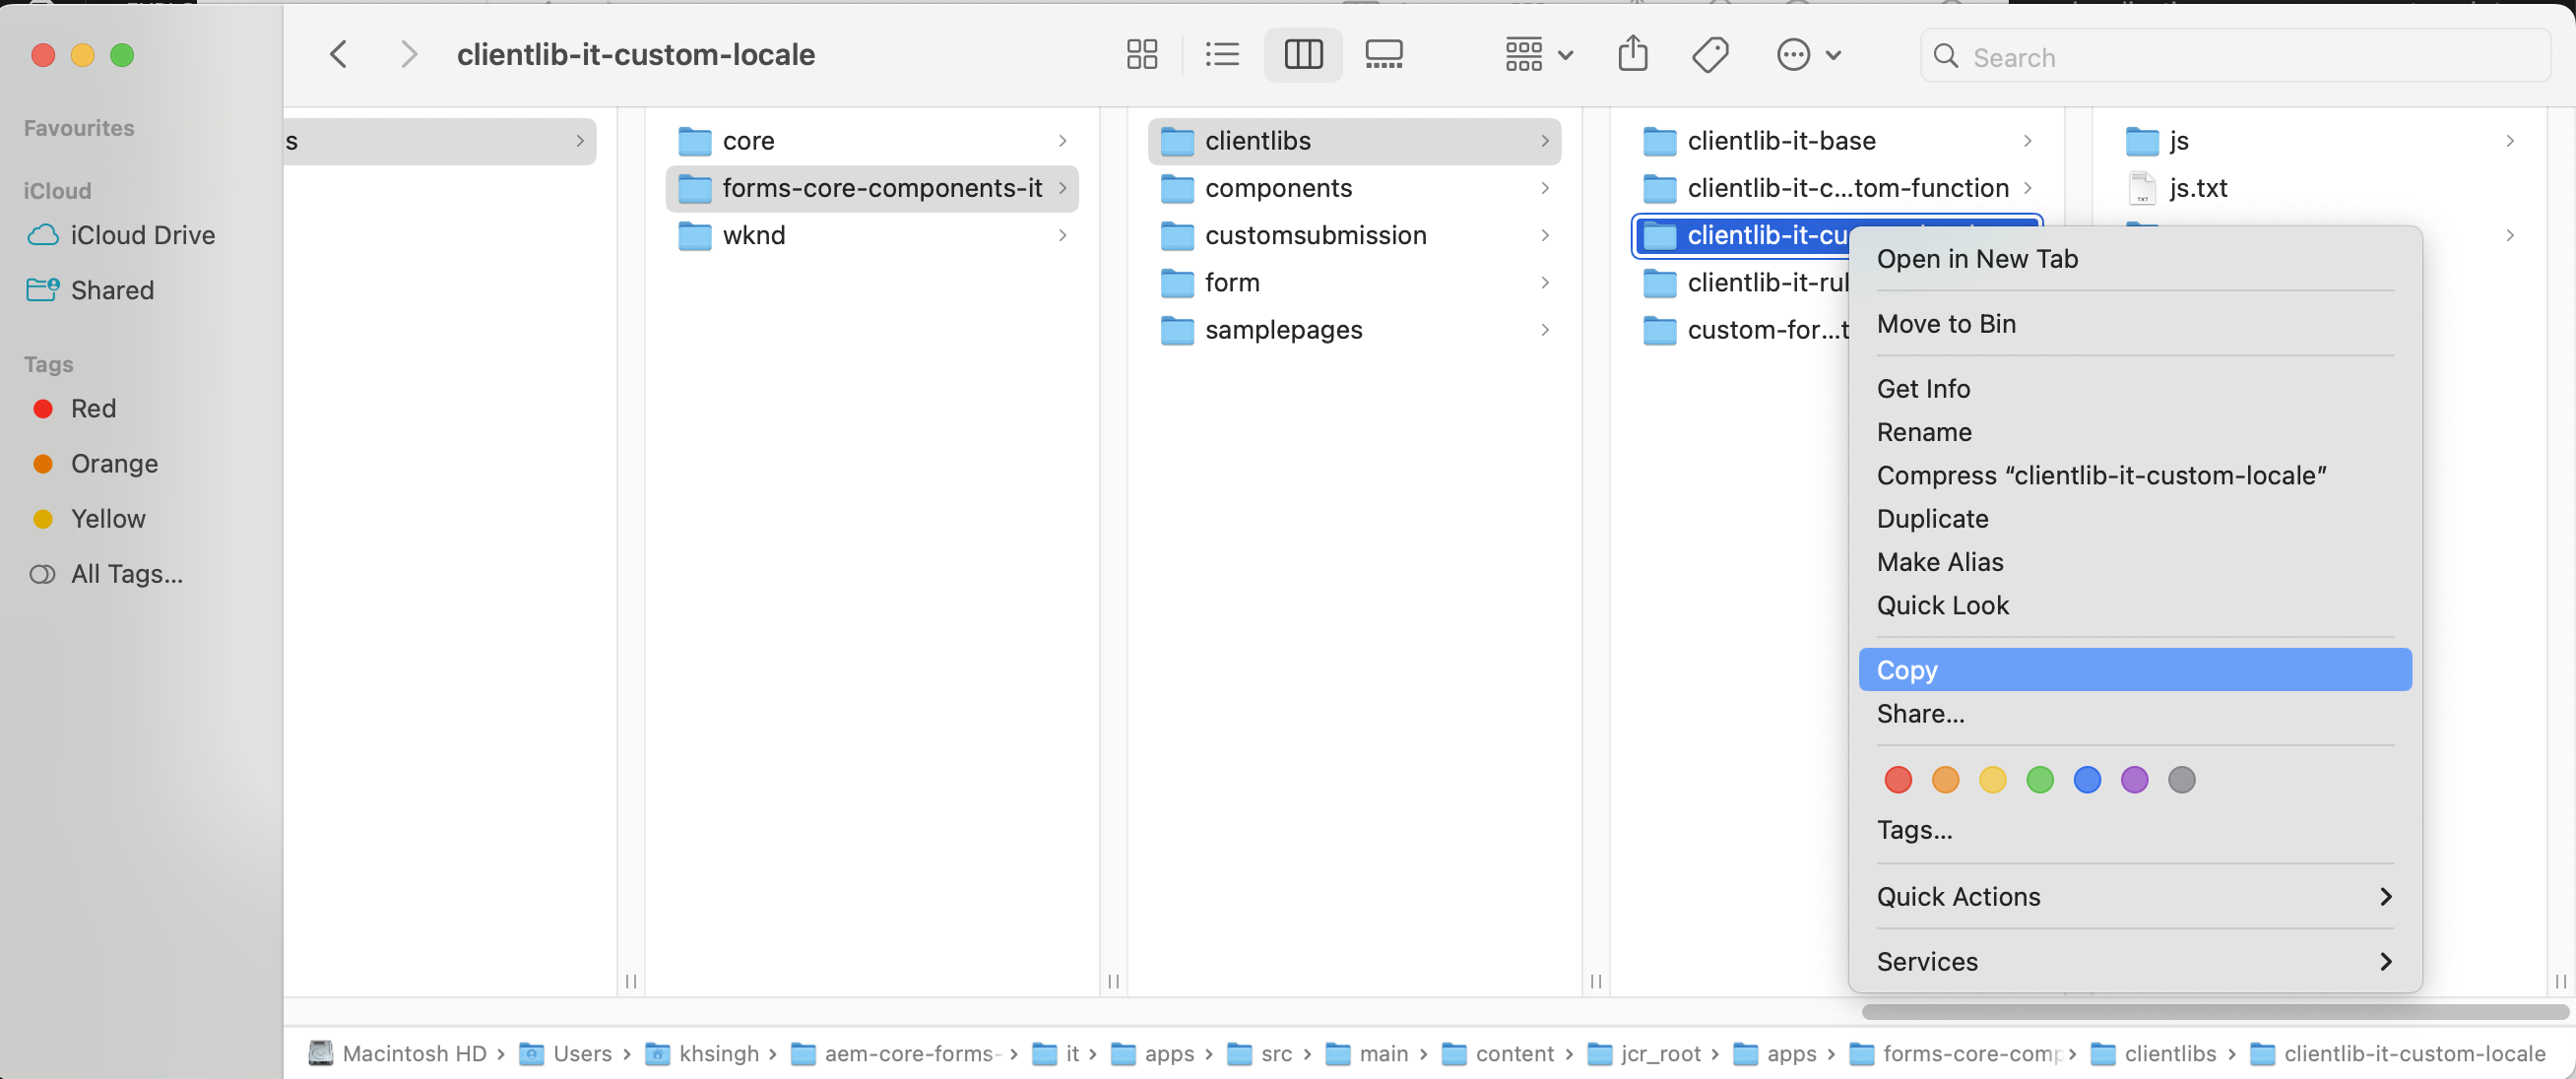 clientlib-it-custom-locale
Search
Favourites
iCloud
iCloud Drive
Shared
Tags
Red
Orange
Yellow
All Tags...
s
core
forms-core-components-it
wknd
clientlibs
components
customsubmission
form
samplepages
clientlib-it-base
clientlib-it-c...tom-function
clientlib-it-cu
clientlib-it-rul
custom-for...t
js
js.txt
Open in New Tab
Move to Bin
Get Info
Rename
Compress “clientlib-it-custom-locale”
Duplicate
Make Alias
Quick Look
Copy
Share...
Tags...
Quick Actions
Services
Macintosh HD › Users › khsingh › aem-core-forms- › it › apps › src › main › content › jcr_root › apps › forms-core-comp › clientlibs › clientlib-it-custom-locale